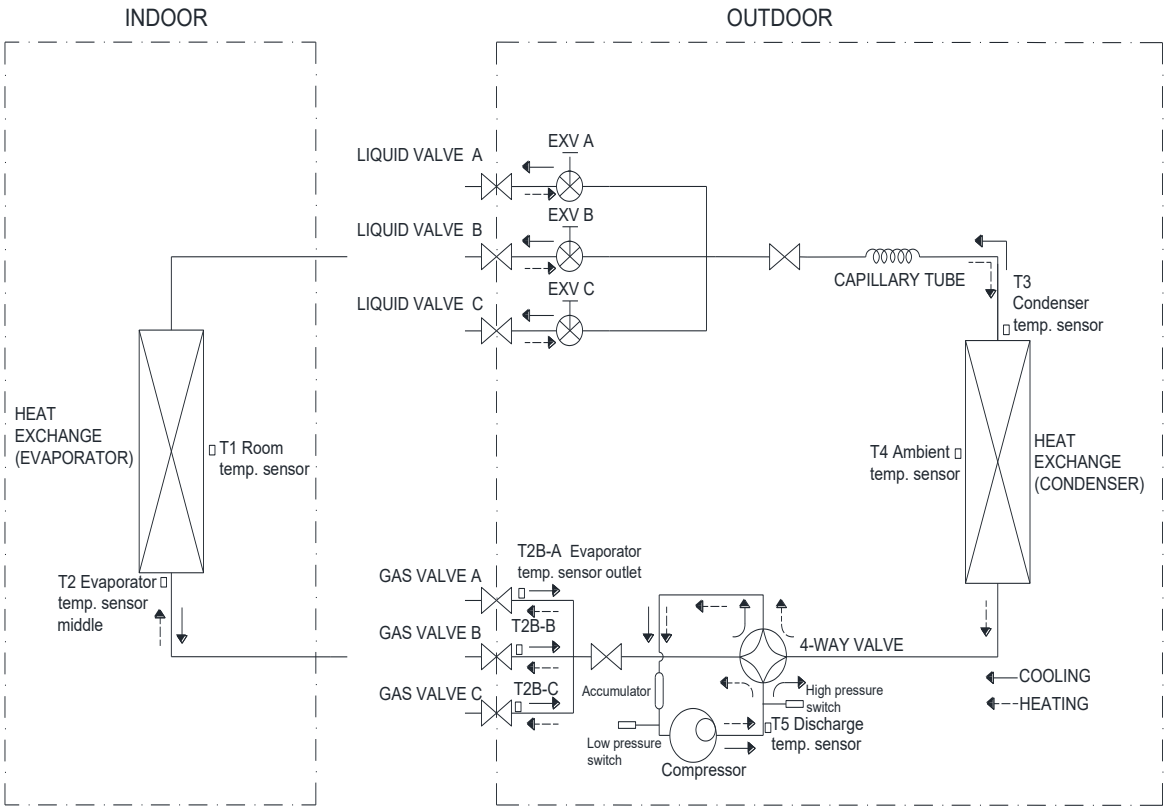 INDOOR
OUTDOOR
LIQUID VALVE A
EXV A
LIQUID VALVE B
EXV B
LIQUID VALVE C
EXV C
CAPILLARY TUBE
T3
Condenser
temp. sensor
HEAT
EXCHANGE
(EVAPORATOR)
T1 Room
temp. sensor
T4 Ambient
temp. sensor
HEAT
EXCHANGE
(CONDENSER)
T2 Evaporator
temp. sensor
middle
T2B-A Evaporator
temp. sensor outlet
GAS VALVE A
T2B-B
GAS VALVE B
T2B-C
GAS VALVE C
4-WAY VALVE
Accumulator
High pressure
switch
Low pressure
switch
T5 Discharge
temp. sensor
Compressor
COOLING
HEATING